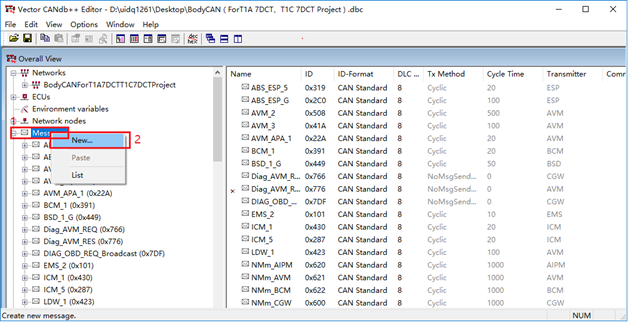 Vector CANdb++ Editor - D:\uidq1261\Desktop\BodyCAN ( ForT1A 7DCT、T1C 7DCT Project ) .dbc
File Edit View Options Window Help
Overall View
Networks
BodyCANForT1A7DCTT1C7DCTProject
ECUs
Environment variables
Network nodes
1
Mess
New...
2
Paste
List
AVM_APA_1 (0x22A)
BCM_1 (0x391)
BSD_1_G (0x449)
Diag_AVM_REQ (0x766)
Diag_AVM_RES (0x776)
DIAG_OBD_REQ_Broadcast (0x7DF)
EMS_2 (0x101)
ICM_1 (0x430)
ICM_5 (0x287)
LDW_1 (0x423)
Name ID ID-Format DLC ... Tx Method Cycle Time Transmitter Comm
ABS_ESP_5 0x319 CAN Standard 8 Cyclic 20 ESP
ABS_ESP_G 0x2C0 CAN Standard 8 Cyclic 100 ESP
AVM_2 0x508 CAN Standard 8 Cyclic 500 AVM
AVM_3 0x41A CAN Standard 8 Cyclic 100 AVM
AVM_APA_1 0x22A CAN Standard 8 Cyclic 20 AVM
BCM_1 0x391 CAN Standard 8 Cyclic 100 BCM
BSD_1_G 0x449 CAN Standard 8 Cyclic 50 BSD
Diag_AVM_R... 0x766 CAN Standard 8 NoMsgSend... 0 CGW
Diag_AVM_R... 0x776 CAN Standard 8 NoMsgSend... 0 AVM
DIAG_OBD_... 0x7DF CAN Standard 8 NoMsgSend... 0 CGW
EMS_2 0x101 CAN Standard 8 Cyclic 10 EMS
ICM_1 0x430 CAN Standard 8 Cyclic 20 ICM
ICM_5 0x287 CAN Standard 8 Cyclic 20 ICM
LDW_1 0x423 CAN Standard 8 Cyclic 100 AVM
NMm_AIPM 0x620 CAN Standard 8 Cyclic 1000 AIPM
NMm_AVM 0x621 CAN Standard 8 Cyclic 1000 AVM
NMm_BCM 0x622 CAN Standard 8 Cyclic 1000 BCM
NMm_CGW 0x600 CAN Standard 8 Cyclic 1000 CGW
Create new message. NUM